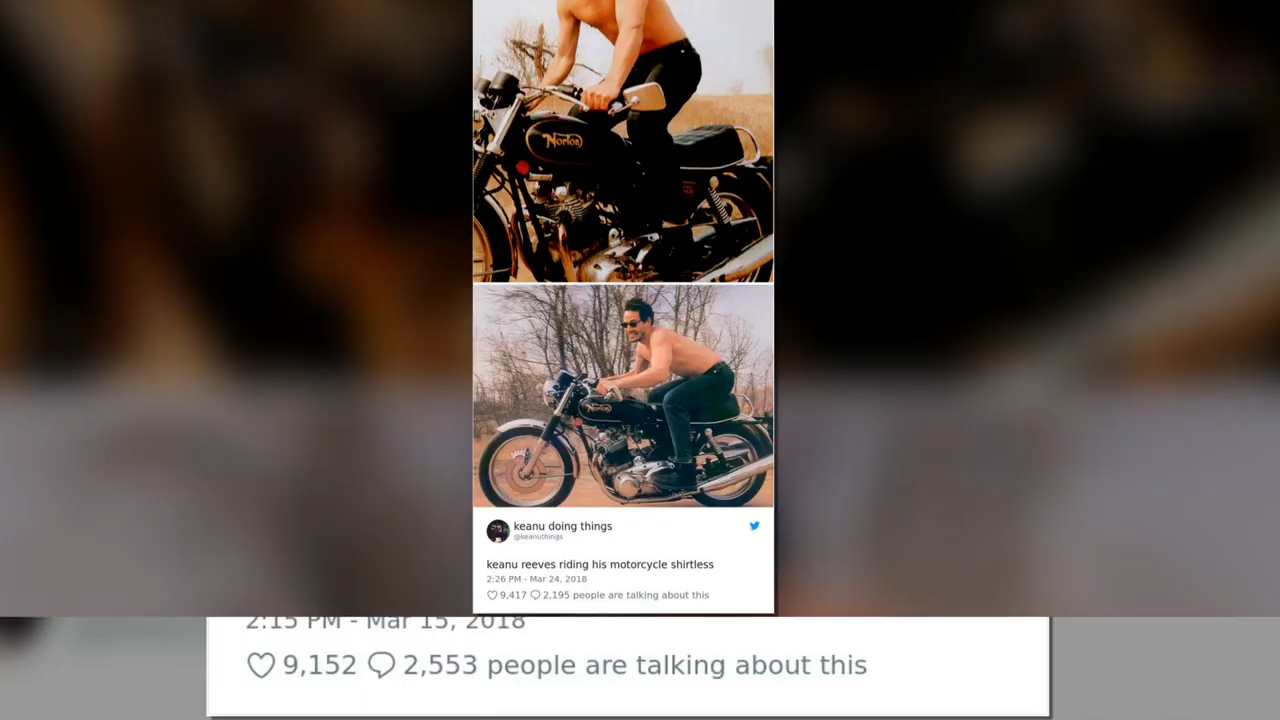 Norton
Norton
keanu doing things
@keanuthings
keanu reeves riding his motorcycle shirtless
2:26 PM - Mar 24, 2018
9,417 2,195 people are talking about this
2:15 PM - Mar 15, 2018
9,152 2,553 people are talking about this